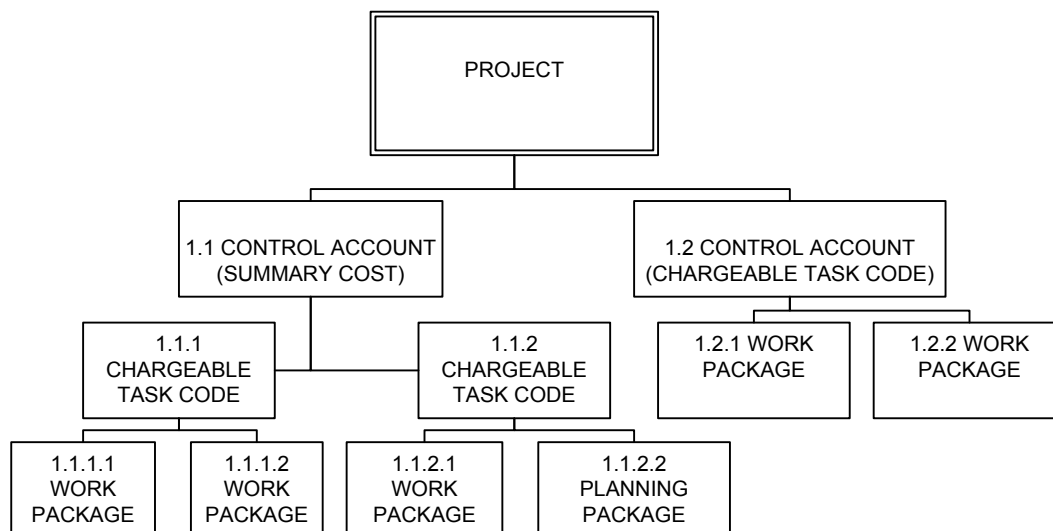 PROJECT
1.1 CONTROL ACCOUNT
(SUMMARY COST)
1.2 CONTROL ACCOUNT
(CHARGEABLE TASK CODE)
1.1.1
CHARGEABLE
TASK CODE
1.1.2
CHARGEABLE
TASK CODE
1.2.1 WORK
PACKAGE
1.2.2 WORK
PACKAGE
1.1.1.1
WORK
PACKAGE
1.1.1.2
WORK
PACKAGE
1.1.2.1
WORK
PACKAGE
1.1.2.2
PLANNING
PACKAGE